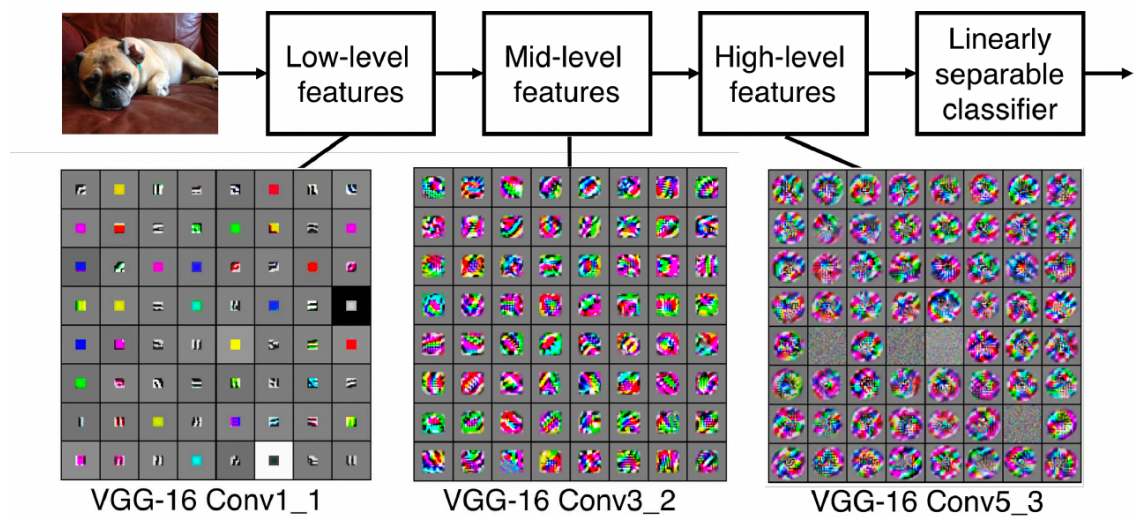 Low-level
features
Mid-level
features
High-level
features
Linearly
separable
classifier
VGG-16 Conv1_1
VGG-16 Conv3_2
VGG-16 Conv5_3